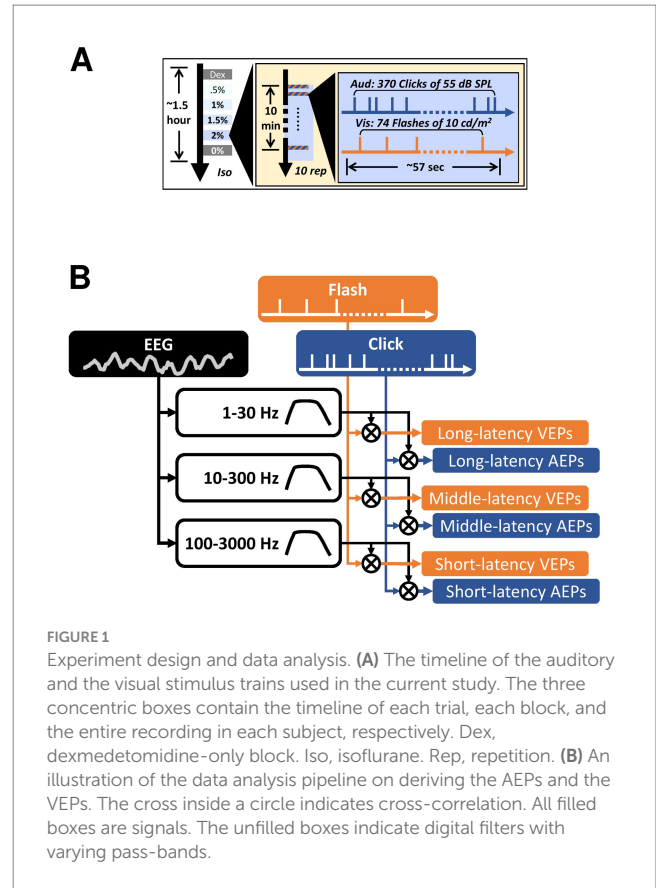 A
Dex
.5%
1%
1.5%
2%
0%
~1.5
hour
Iso
10
min
10 rep
Aud: 370 Clicks of 55 dB SPL
Vis: 74 Flashes of 10 cd/m²
~57 sec
B
Flash
EEG
Click
1-30 Hz
Long-latency VEPs
Long-latency AEPs
10-300 Hz
Middle-latency VEPs
Middle-latency AEPs
100-3000 Hz
Short-latency VEPs
Short-latency AEPs
FIGURE 1
Experiment design and data analysis. (A) The timeline of the auditory
and the visual stimulus trains used in the current study. The three
concentric boxes contain the timeline of each trial, each block, and
the entire recording in each subject, respectively. Dex,
dexmedetomidine-only block. Iso, isoflurane. Rep, repetition. (B) An
illustration of the data analysis pipeline on deriving the AEPs and the
VEPs. The cross inside a circle indicates cross-correlation. All filled
boxes are signals. The unfilled boxes indicate digital filters with
varying pass-bands.